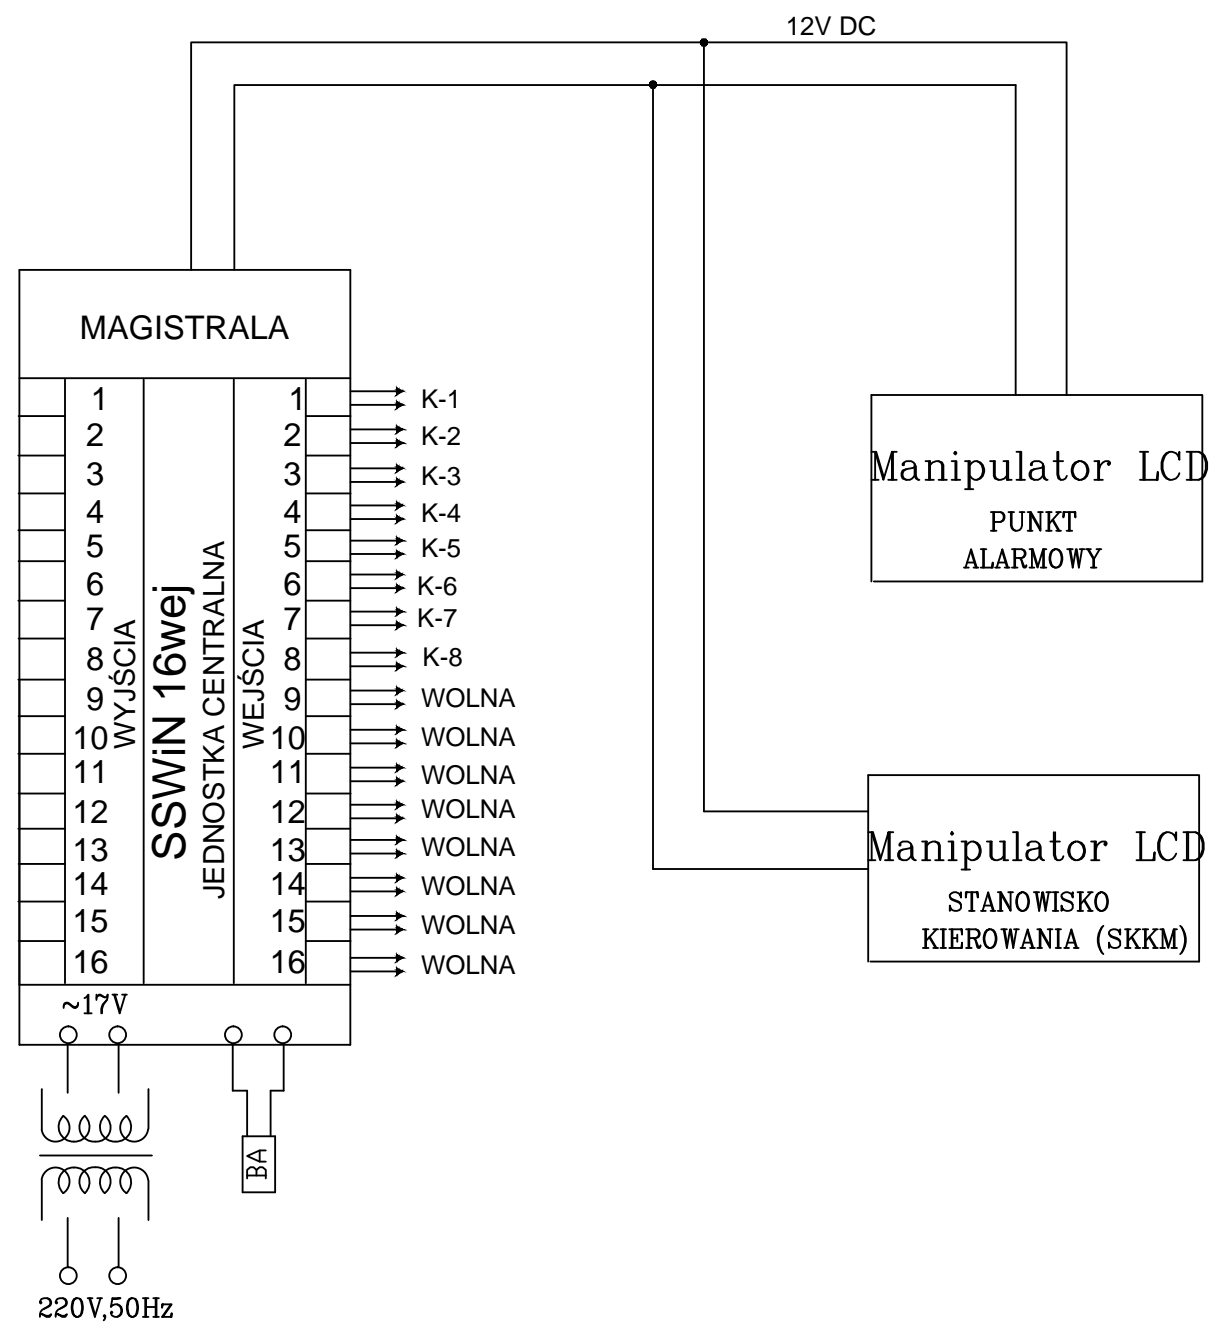 12V DC
MAGISTRALA
1 1 K-1
2 2 K-2
3 3 K-3
4 4 K-4
5 5 K-5
6 6 K-6
7 7 K-7
8 8 K-8
9 9 WOLNA
10 10 WOLNA
11 11 WOLNA
12 12 WOLNA
13 13 WOLNA
14 14 WOLNA
15 15 WOLNA
16 16 WOLNA
WYJŚCIA
SSWiN 16wej
JEDNOSTKA CENTRALNA
WEJŚCIA
Manipulator LCD
PUNKT
ALARMOWY
Manipulator LCD
STANOWISKO
KIEROWANIA (SKKM)
~17V
BA
220V,50Hz